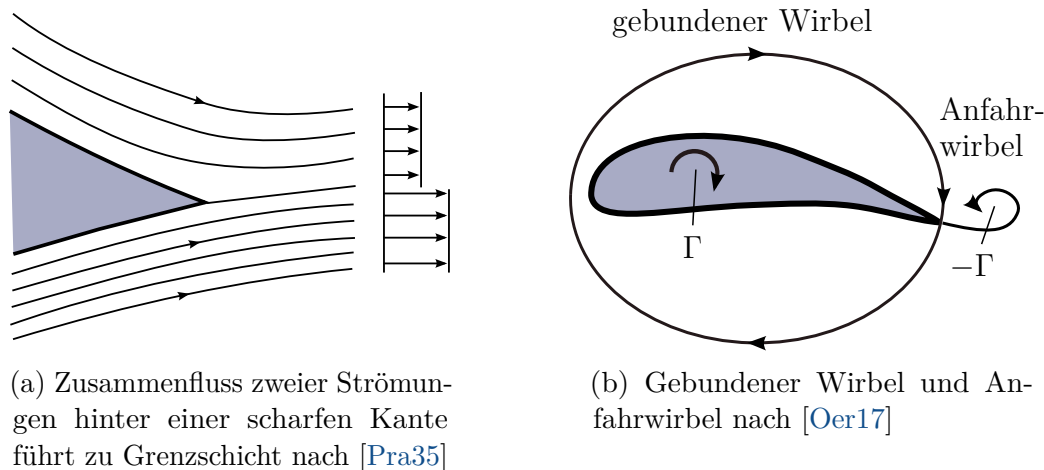 gebundener Wirbel
Anfahr-
wirbel
Γ
−Γ
(a) Zusammenfluss zweier Strömun-
gen hinter einer scharfen Kante
führt zu Grenzschicht nach [Pra35]
(b) Gebundener Wirbel und An-
fahrwirbel nach [Oer17]